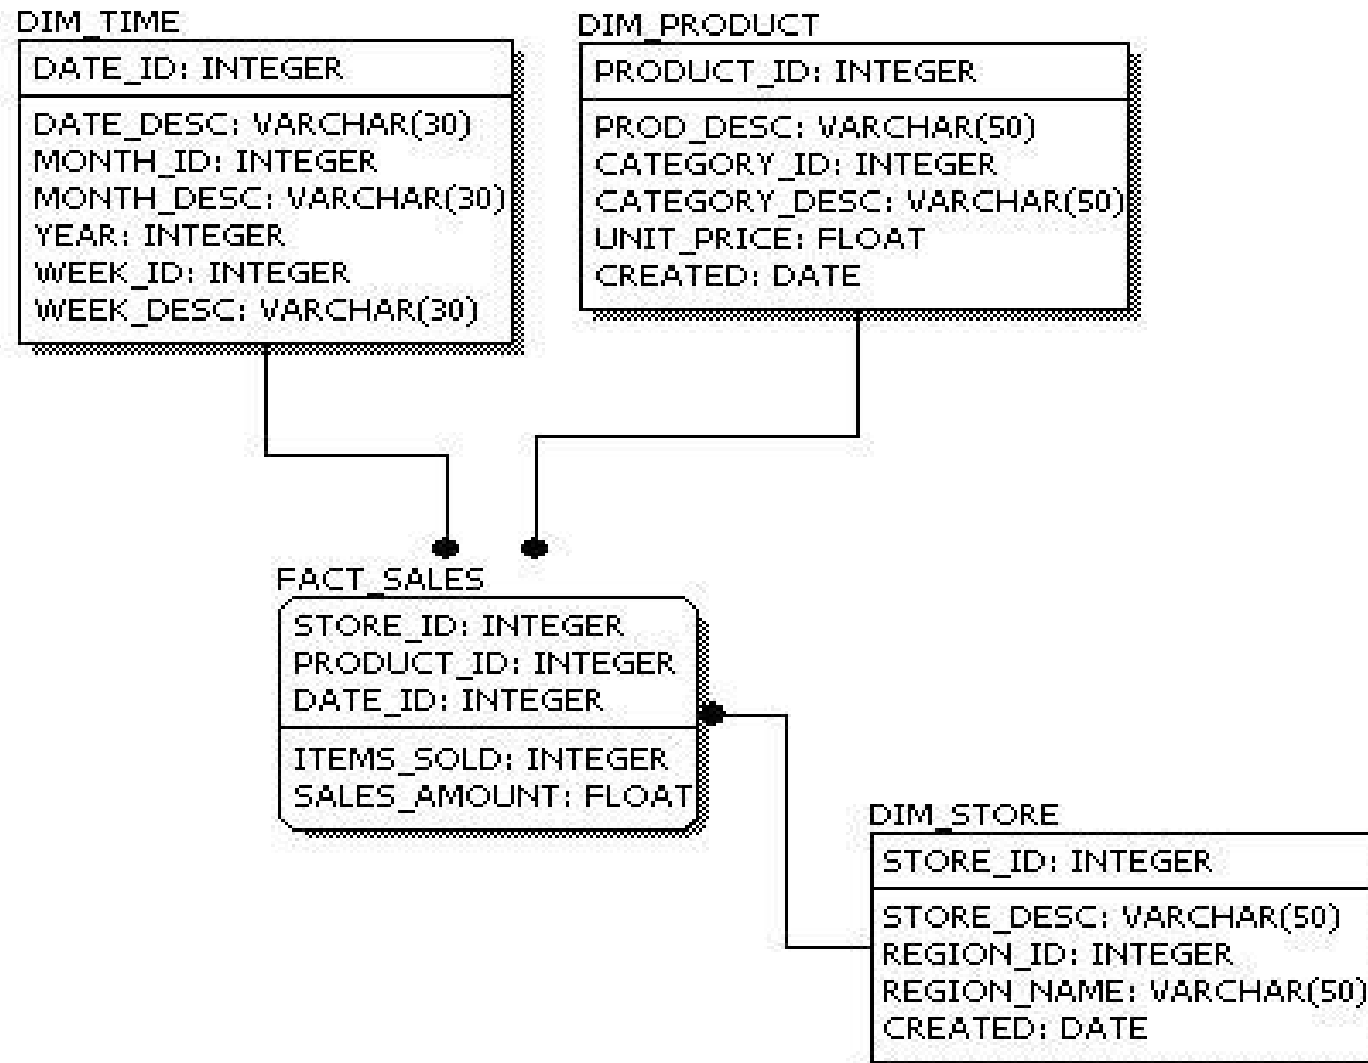 DIM_TIME
DATE_ID: INTEGER
DATE_DESC: VARCHAR(30)
MONTH_ID: INTEGER
MONTH_DESC: VARCHAR(30)
YEAR: INTEGER
WEEK_ID: INTEGER
WEEK_DESC: VARCHAR(30)
DIM_PRODUCT
PRODUCT_ID: INTEGER
PROD_DESC: VARCHAR(50)
CATEGORY_ID: INTEGER
CATEGORY_DESC: VARCHAR(50)
UNIT_PRICE: FLOAT
CREATED: DATE
FACT_SALES
STORE_ID: INTEGER
PRODUCT_ID: INTEGER
DATE_ID: INTEGER
ITEMS_SOLD: INTEGER
SALES_AMOUNT: FLOAT
DIM_STORE
STORE_ID: INTEGER
STORE_DESC: VARCHAR(50)
REGION_ID: INTEGER
REGION_NAME: VARCHAR(50)
CREATED: DATE